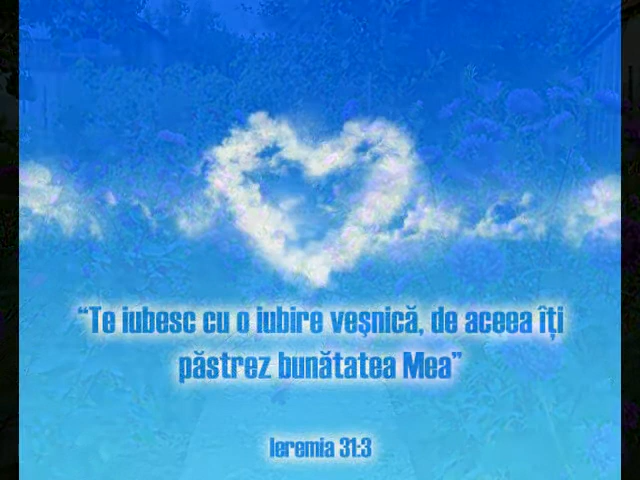 “Te iubesc cu o iubire veşnică, de aceea îţi
păstrez bunătatea Mea”
Ieremia 31:3